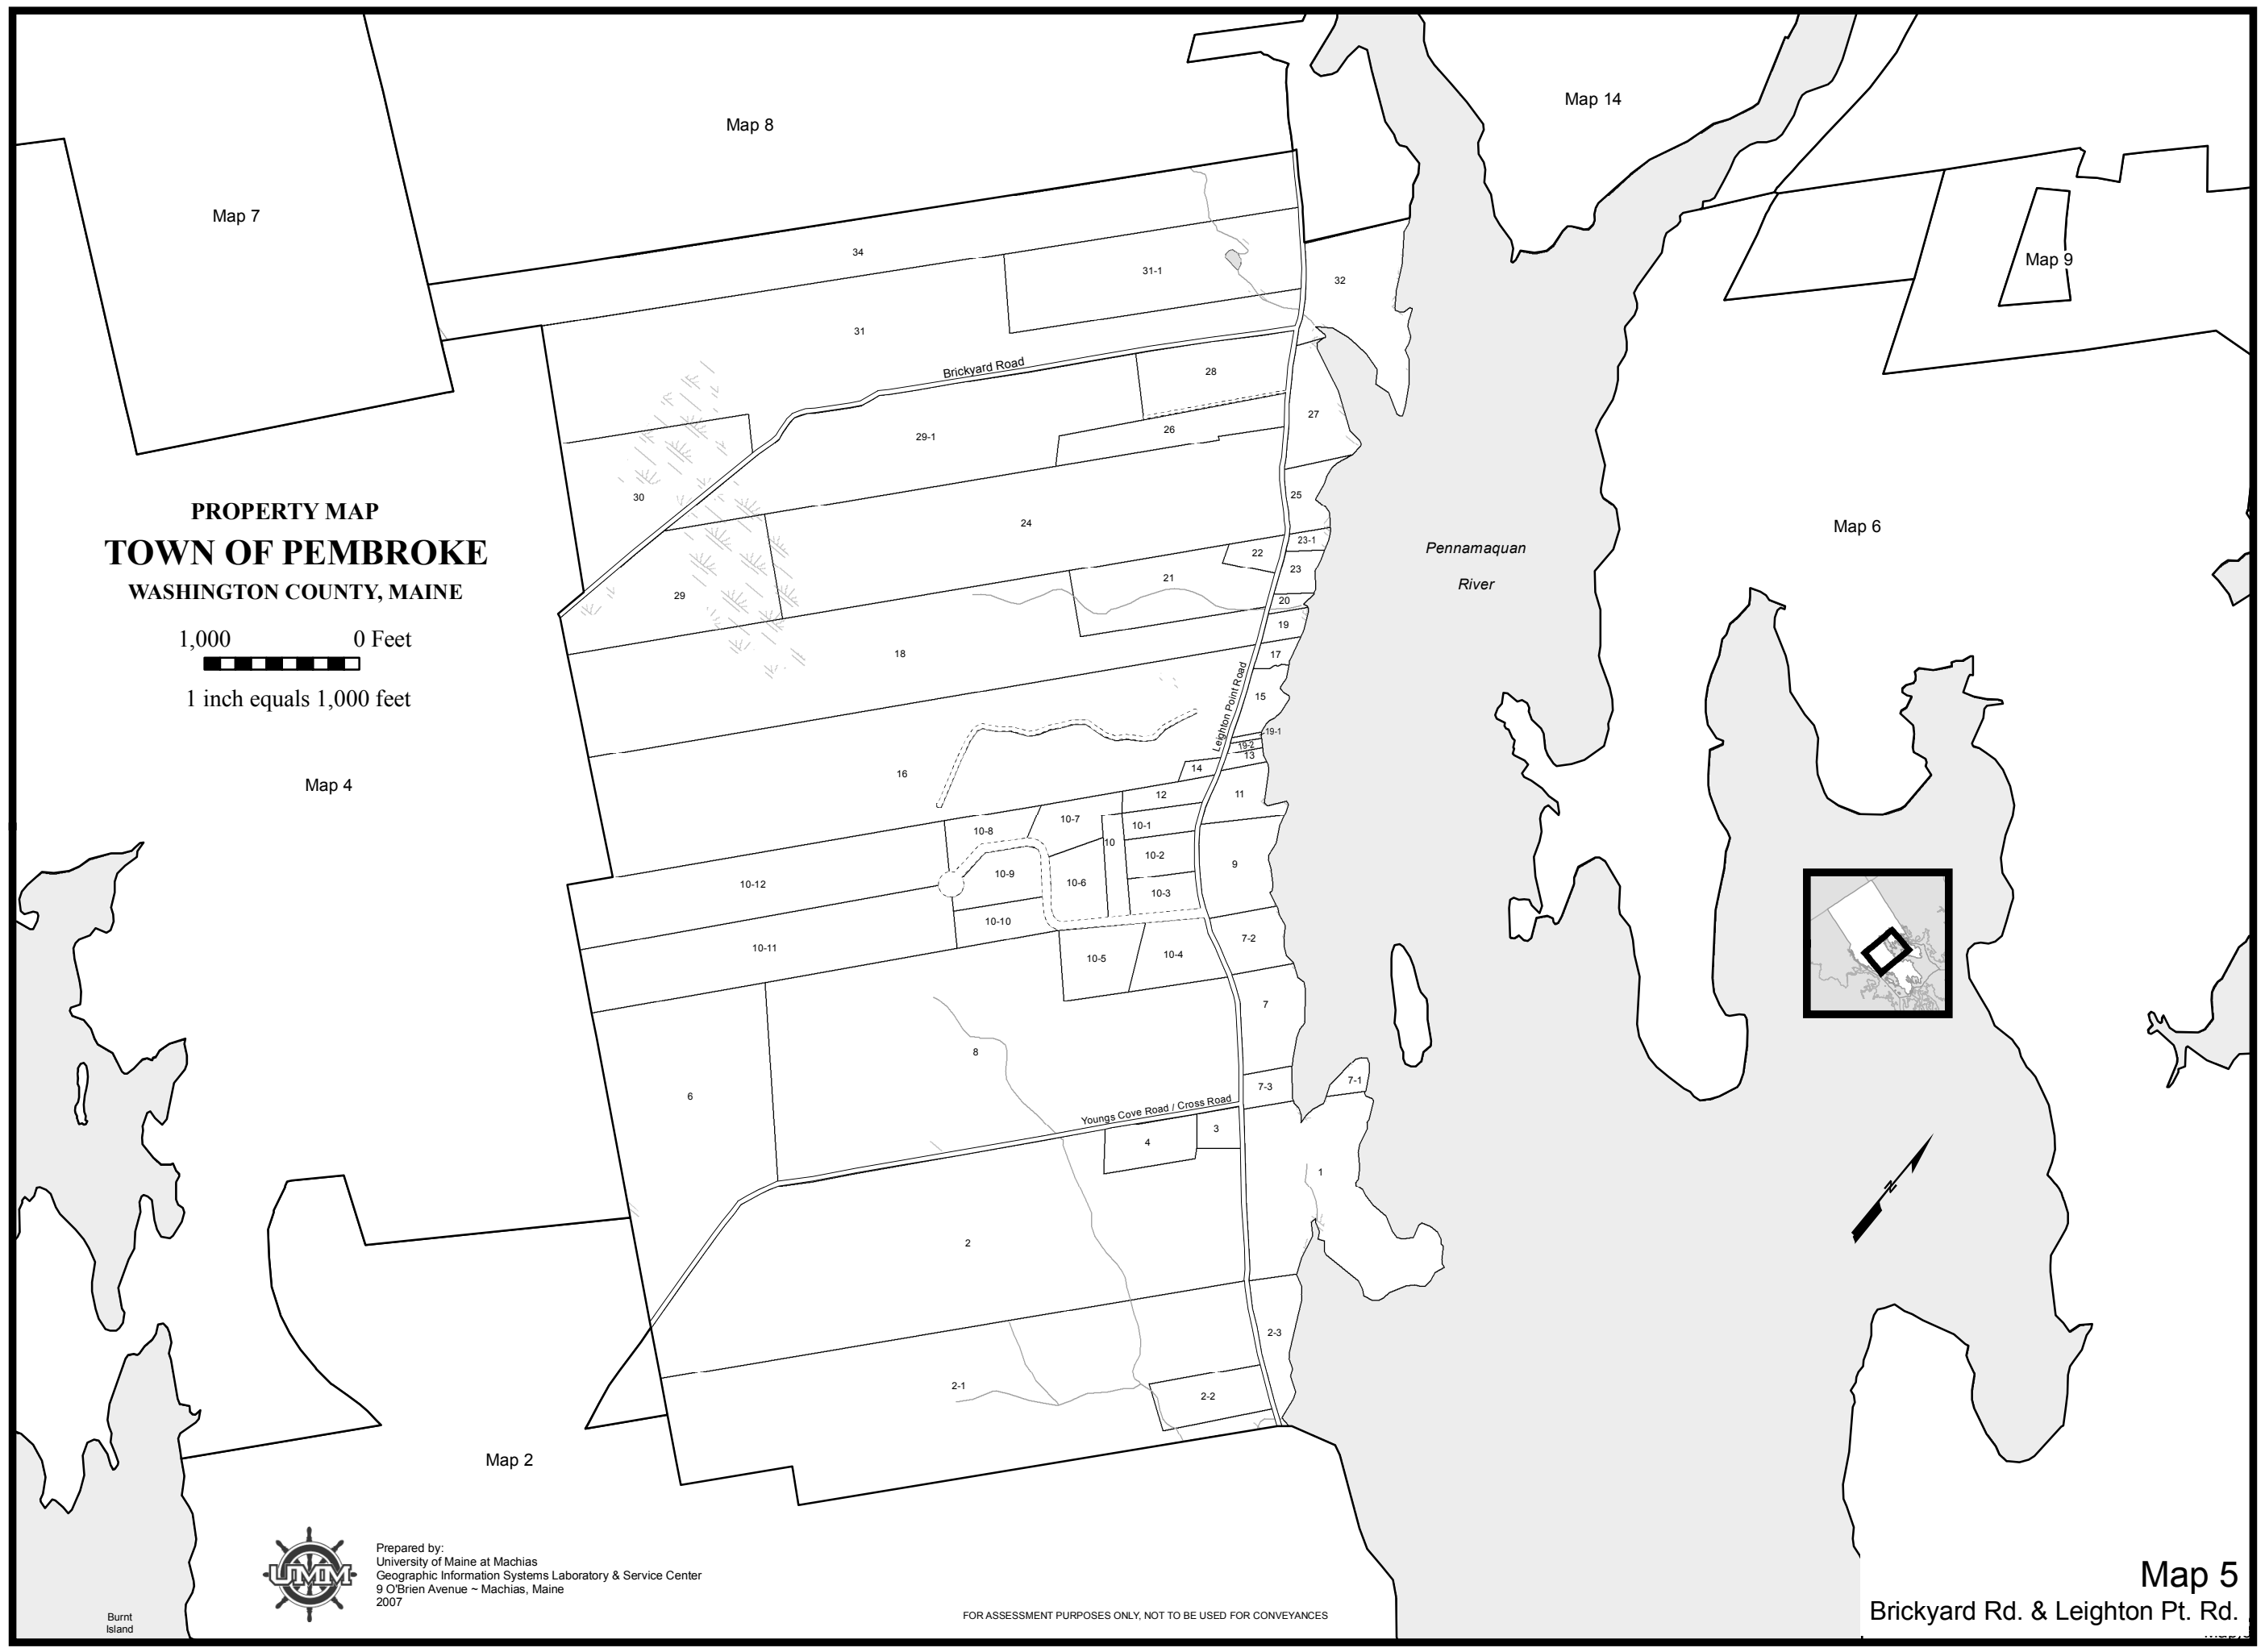 Map 14
Map 8
Map 7
34
31-1
Map 9
32
31
Brickyard Road
28
27
26
29-1
30
25
PROPERTY MAP
TOWN OF PEMBROKE
WASHINGTON COUNTY, MAINE
1,000 0 Feet
1 inch equals 1,000 feet
24
Map 6
23-1
Pennamaquan
River
22
23
21
29
20
19
18
17
15
Leighton Point Road
19-1
19-2
13
14
16
Map 4
12
11
10-7
10-1
10-8
10
10-2
9
10-9
10-6
10-12
10-3
10-10
7-2
10-11
10-4
10-5
7
8
7-1
7-3
6
Youngs Cove Road / Cross Road
3
4
1
N
2
2-3
2-1
2-2
Map 2
UMM
Prepared by:
University of Maine at Machias
Geographic Information Systems Laboratory & Service Center
9 O'Brien Avenue ~ Machias, Maine
2007
Burnt
Island
FOR ASSESSMENT PURPOSES ONLY, NOT TO BE USED FOR CONVEYANCES
Map 5
Brickyard Rd. & Leighton Pt. Rd.